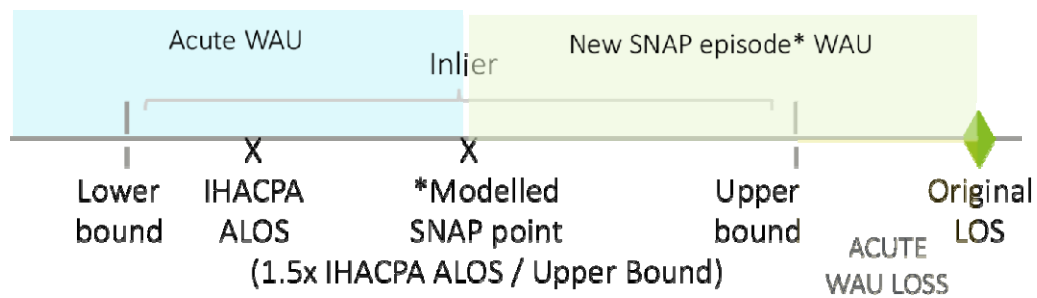 Acute WAU
New SNAP episode* WAU
Inlier
X
X
Lower
bound
IHACPA
ALOS
*Modelled
SNAP point
(1.5x IHACPA ALOS / Upper Bound)
Upper
bound
Original
LOS
ACUTE
WAU LOSS